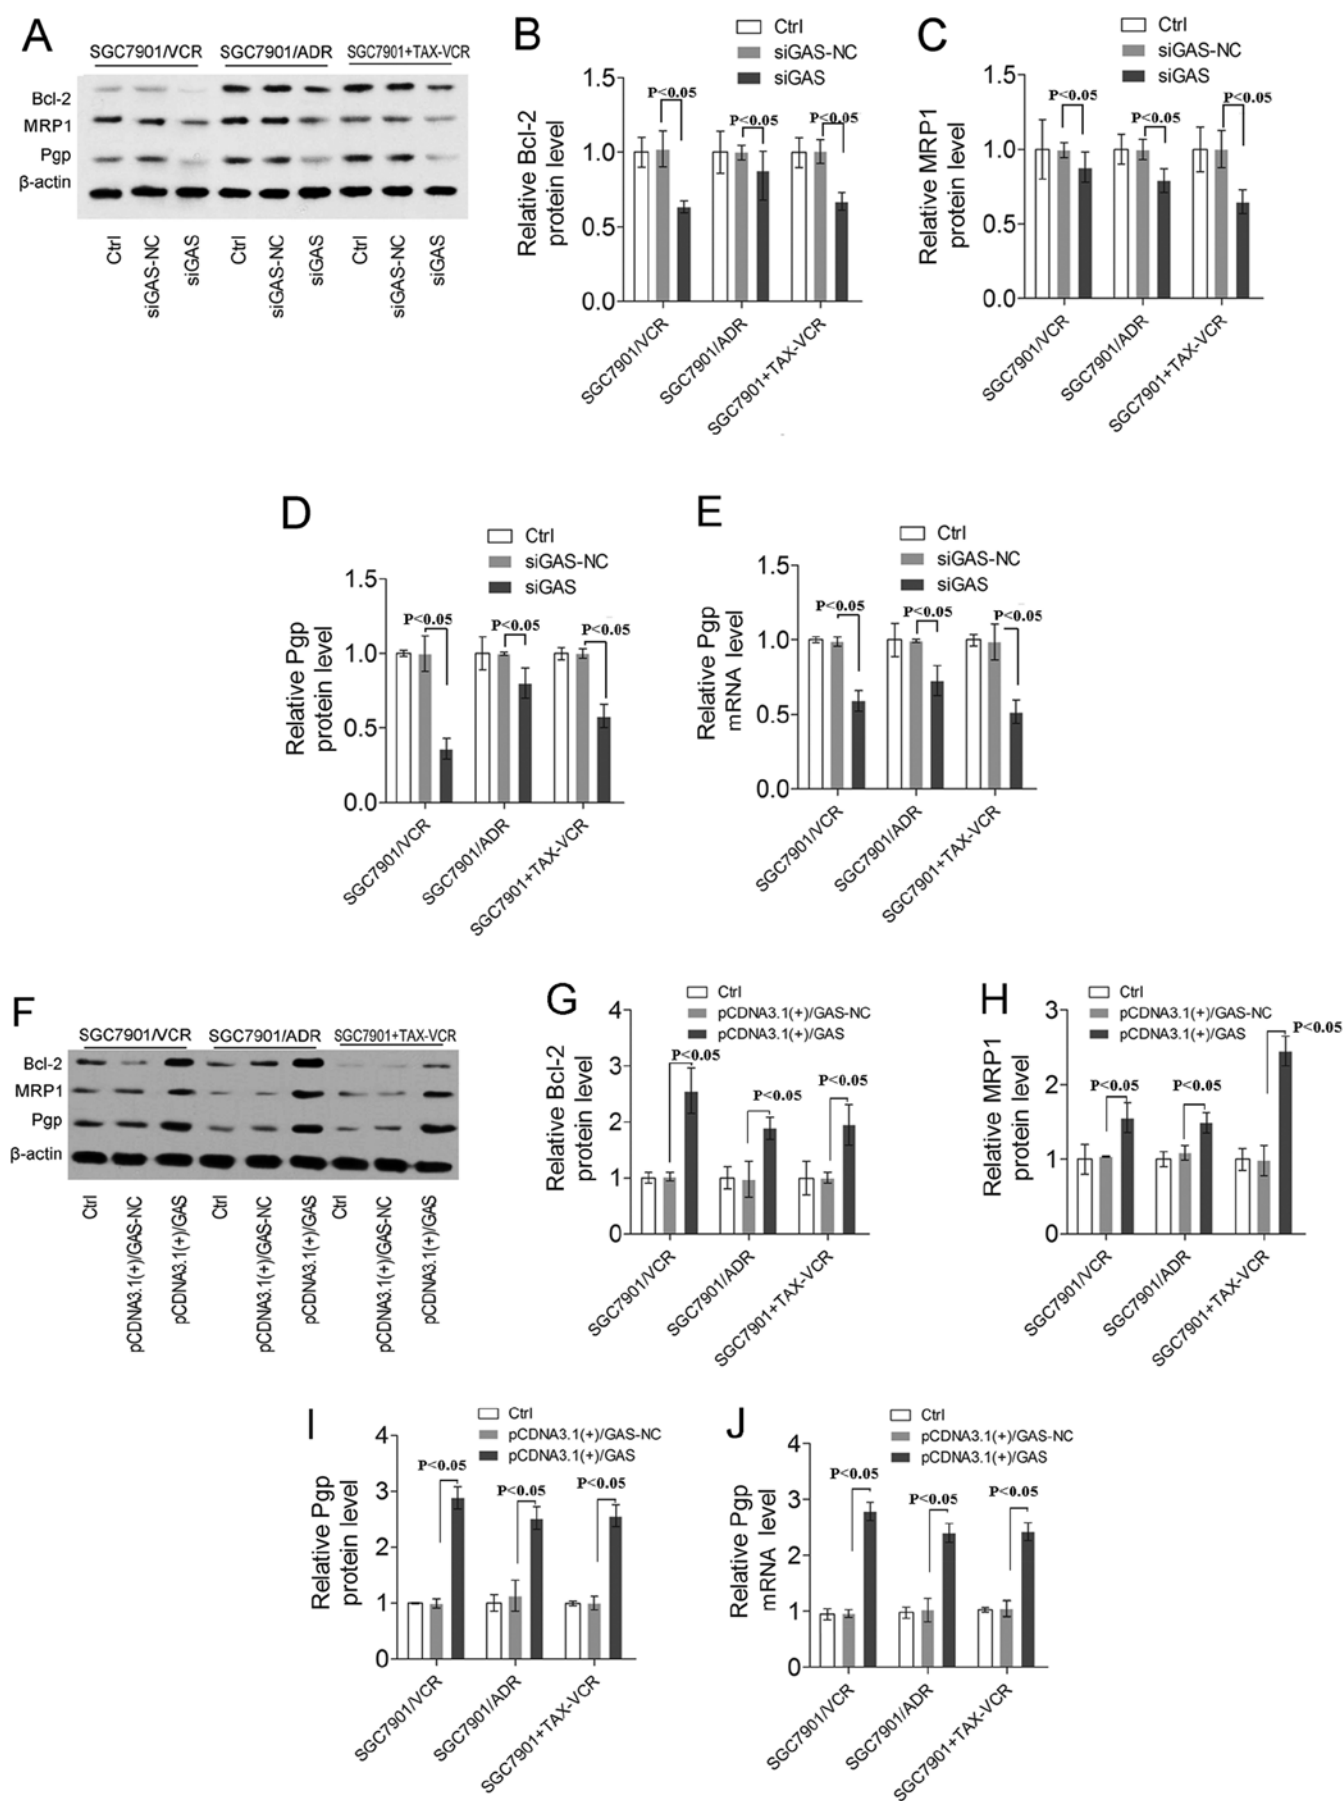 A
SGC7901/VCR SGC7901/ADR SGC7901+TAX-VCR
Bcl-2
MRP1
Pgp
β-actin
Ctrl
siGAS-NC
siGAS
Ctrl
siGAS-NC
siGAS
Ctrl
siGAS-NC
siGAS
B
Ctrl
siGAS-NC
siGAS
Relative Bcl-2
protein level
1.5
1.0
0.5
0.0
P<0.05
P<0.05
P<0.05
SGC7901/VCR
SGC7901/ADR
SGC7901+TAX-VCR
C
Ctrl
siGAS-NC
siGAS
Relative MRP1
protein level
1.5
1.0
0.5
0.0
P<0.05
P<0.05
P<0.05
SGC7901/VCR
SGC7901/ADR
SGC7901+TAX-VCR
D
Ctrl
siGAS-NC
siGAS
Relative Pgp
protein level
1.5
1.0
0.5
0.0
P<0.05
P<0.05
P<0.05
SGC7901/VCR
SGC7901/ADR
SGC7901+TAX-VCR
E
Ctrl
siGAS-NC
siGAS
Relative Pgp
mRNA level
1.5
1.0
0.5
0.0
P<0.05
P<0.05
P<0.05
SGC7901/VCR
SGC7901/ADR
SGC7901+TAX-VCR
F
SGC7901/VCR SGC7901/ADR SGC7901+TAX-VCR
Bcl-2
MRP1
Pgp
β-actin
Ctrl
pCDNA3.1(+)/GAS-NC
pCDNA3.1(+)/GAS
Ctrl
pCDNA3.1(+)/GAS-NC
pCDNA3.1(+)/GAS
Ctrl
pCDNA3.1(+)/GAS-NC
pCDNA3.1(+)/GAS
G
Ctrl
pCDNA3.1(+)/GAS-NC
pCDNA3.1(+)/GAS
Relative Bcl-2
protein level
4
3
2
1
0
P<0.05
P<0.05
P<0.05
SGC7901/VCR
SGC7901/ADR
SGC7901+TAX-VCR
H
Ctrl
pCDNA3.1(+)/GAS-NC
pCDNA3.1(+)/GAS
Relative MRP1
protein level
3
2
1
0
P<0.05
P<0.05
P<0.05
SGC7901/VCR
SGC7901/ADR
SGC7901+TAX-VCR
I
Ctrl
pCDNA3.1(+)/GAS-NC
pCDNA3.1(+)/GAS
Relative Pgp
protein level
4
3
2
1
0
P<0.05
P<0.05
P<0.05
SGC7901/VCR
SGC7901/ADR
SGC7901+TAX-VCR
J
Ctrl
pCDNA3.1(+)/GAS-NC
pCDNA3.1(+)/GAS
Relative Pgp
mRNA level
4
3
2
1
0
P<0.05
P<0.05
P<0.05
SGC7901/VCR
SGC7901/ADR
SGC7901+TAX-VCR